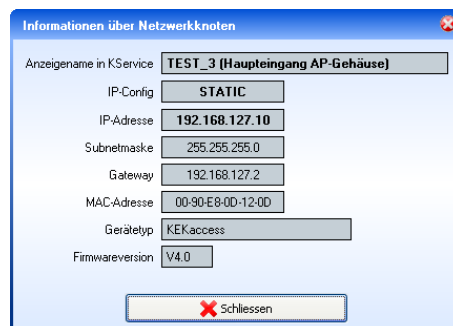 Informationen über Netzwerkknoten
Anzeigename in KService TEST_3 (Haupteingang AP-Gehäuse)
IP-Config STATIC
IP-Adresse 192.168.127.10
Subnetmaske 255.255.255.0
Gateway 192.168.127.2
MAC-Adresse 00-90-E8-0D-12-0D
Gerätetyp KEKaccess
Firmwareversion V4.0
Schliessen